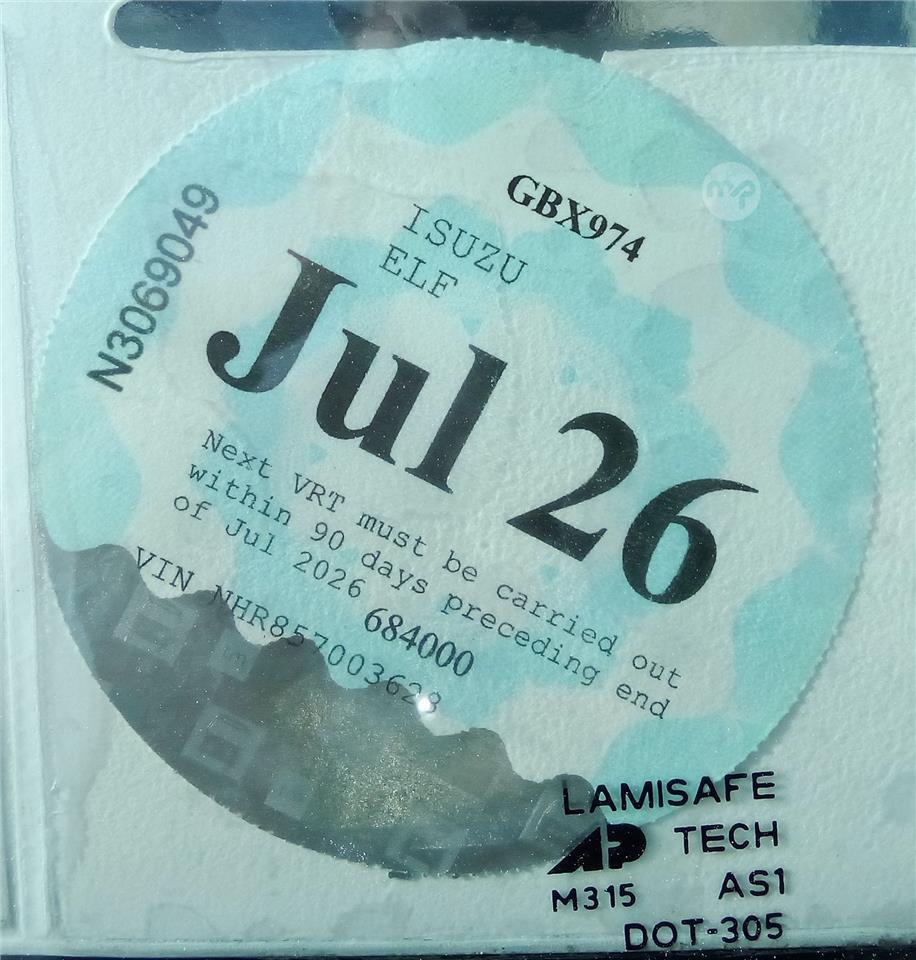 GBX974
ISUZU
ELF
N3069049
Jul 26
Next VRT must be carried out
within 90 days preceding end
of Jul 2026 684000
VIN NHR857003628
LAMISAFE
AP TECH
M315 AS1
DOT-305